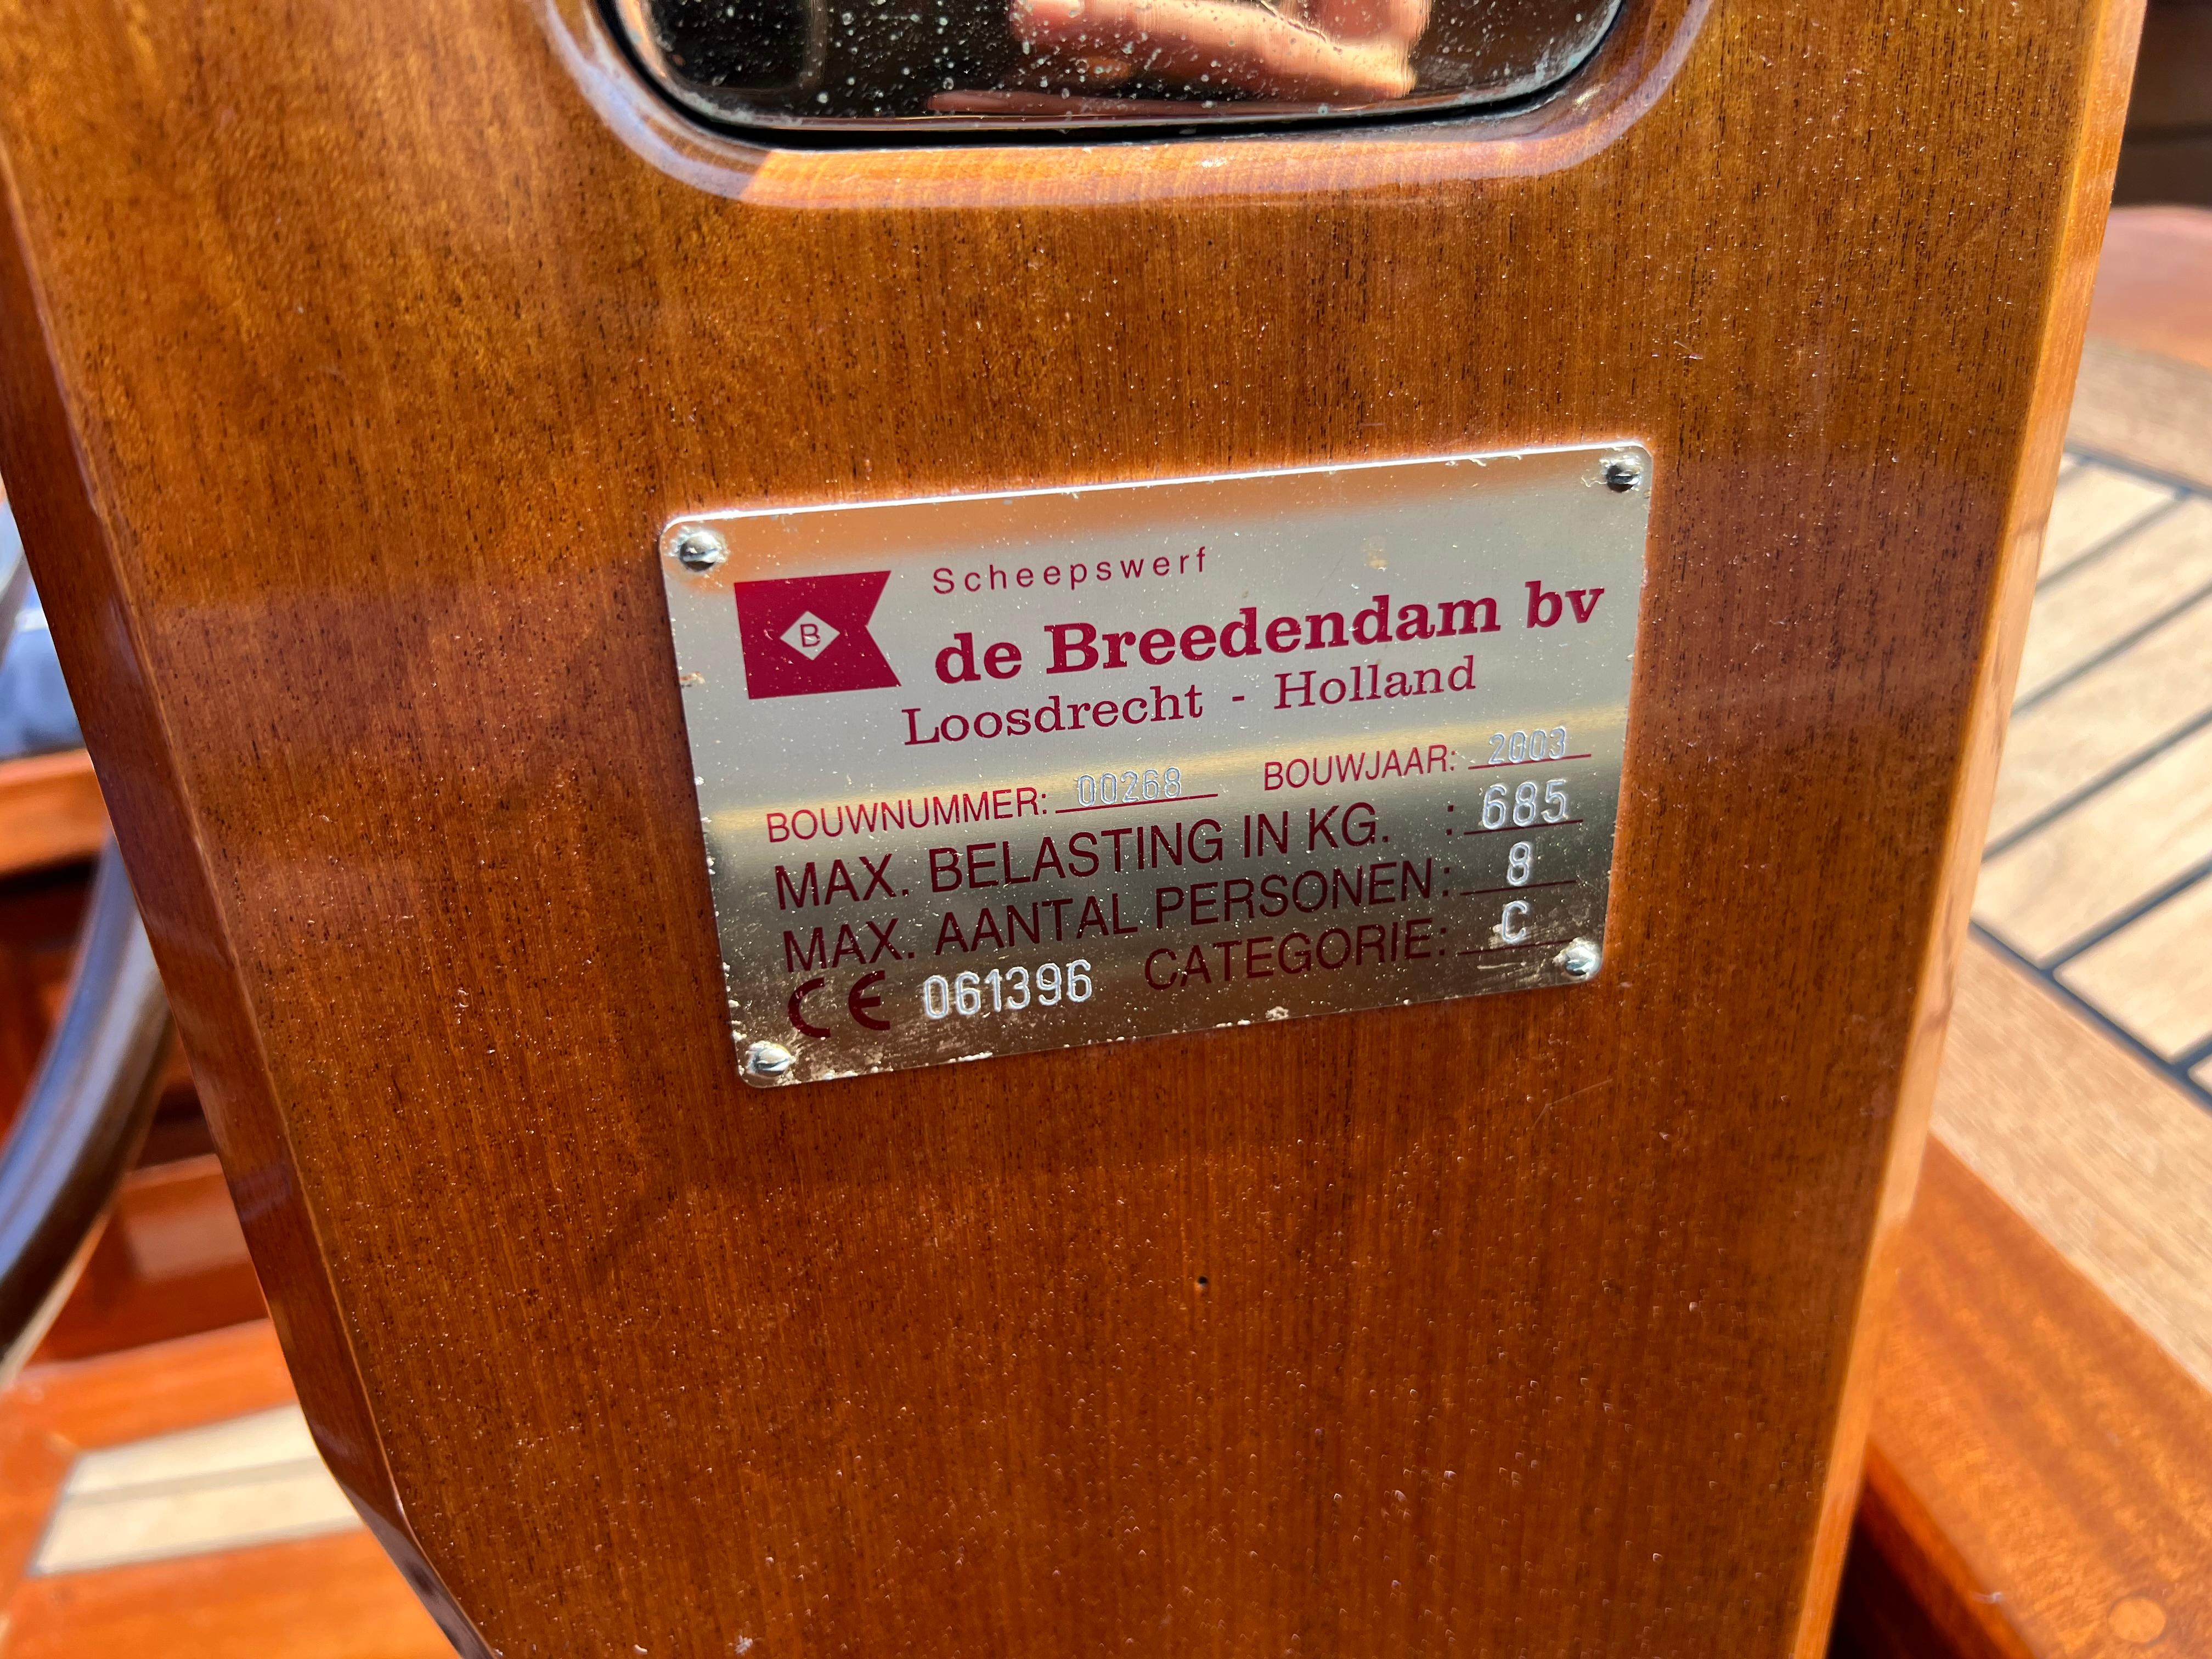 Scheepswerf
B
de Breedendam bv
Loosdrecht - Holland
BOUWNUMMER: 00268 BOUWJAAR: 2003
MAX. BELASTING IN KG. : 685
MAX. AANTAL PERSONEN: 8
CE 061396 CATEGORIE: C